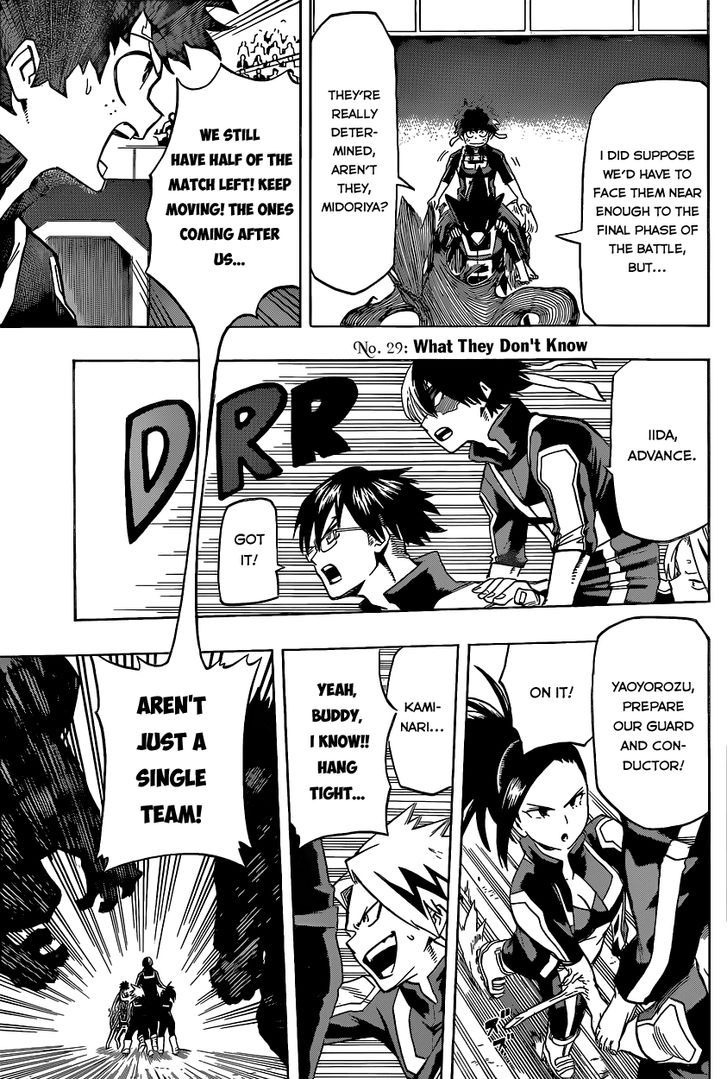 I DID SUPPOSE
WE'D HAVE TO
FACE THEM NEAR
ENOUGH TO THE
FINAL PHASE OF
THE BATTLE,
BUT...
THEY'RE
REALLY
DETER-
MINED,
AREN'T
THEY,
MIDORIYA?
WE STILL
HAVE HALF OF THE
MATCH LEFT! KEEP
MOVING! THE ONES
COMING AFTER
US...
No. 29: What They Don't Know
IIDA,
ADVANCE.
DRR
GOT
IT!
YAOYOROZU,
PREPARE
OUR GUARD
AND CON-
DUCTOR!
ON IT!
KAMI-
NARI...
YEAH,
BUDDY,
I KNOW!!
HANG
TIGHT...
AREN'T
JUST A
SINGLE
TEAM!